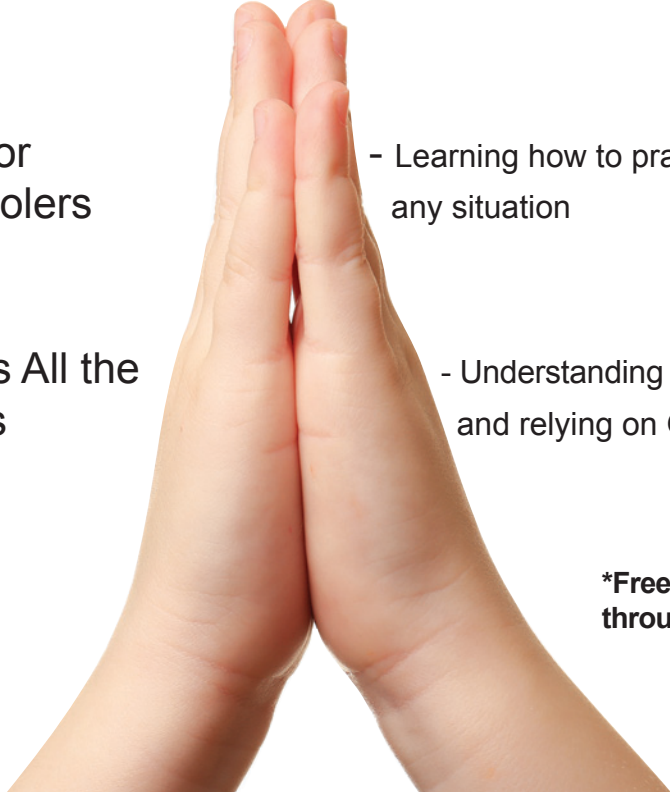 or
olers
- Learning how to pra
any situation
s All the
s
- Understanding
and relying on
*Free
throu